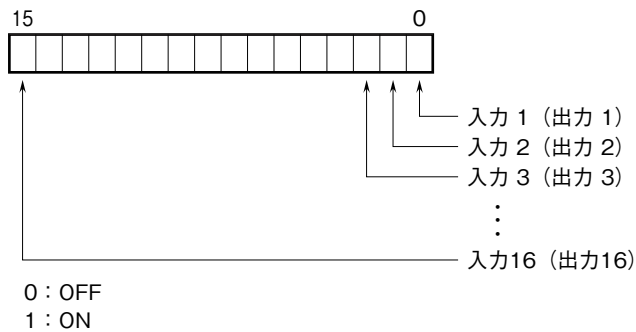 15 0
入力 1（出力 1）
入力 2（出力 2）
入力 3（出力 3）
⋮
入力16（出力16）
0：OFF
1：ON